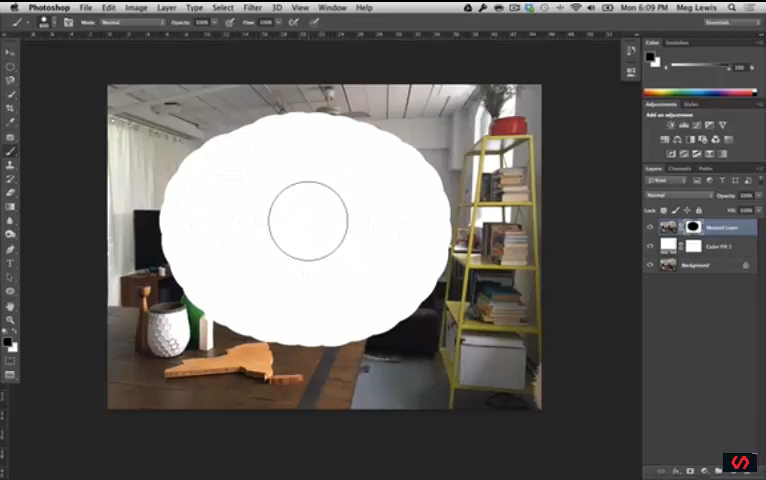 Photoshop File Edit Image Layer Type Select Filter 3D View Window Help Mon 6:09 PM Meg Lewis
Mode: Normal Opacity: 100% Flow: 100% Essentials
Color Swatches
K 100 %
Adjustments Styles
Add an adjustment
Layers Channels Paths
Kind
Normal Opacity: 100%
Lock: Fill: 100%
Masked Layer
Color Fill 1
Background